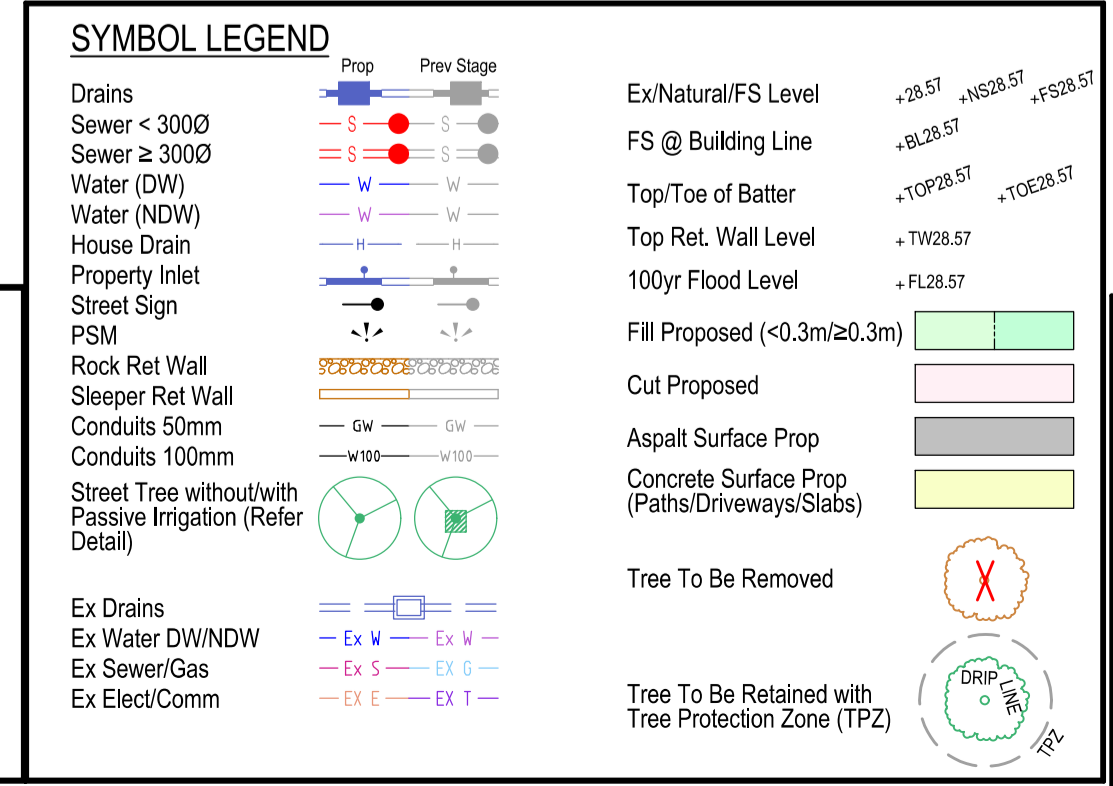 SYMBOL LEGEND
Prop Prev Stage
Drains
Sewer < 300Ø S S
Sewer ≥ 300Ø S S
Water (DW) W W
Water (NDW) W W
House Drain H H
Property Inlet
Street Sign
PSM
Rock Ret Wall
Sleeper Ret Wall
Conduits 50mm GW GW
Conduits 100mm W100 W100
Street Tree without/with
Passive Irrigation (Refer
Detail)
Ex Drains
Ex Water DW/NDW Ex W Ex W
Ex Sewer/Gas Ex S EX G
Ex Elect/Comm EX E EX T
Ex/Natural/FS Level +28.57 +NS28.57 +FS28.57
FS @ Building Line +BL28.57
Top/Toe of Batter +TOP28.57 +TOE28.57
Top Ret. Wall Level + TW28.57
100yr Flood Level + FL28.57
Fill Proposed (<0.3m/≥0.3m)
Cut Proposed
Aspalt Surface Prop
Concrete Surface Prop
(Paths/Driveways/Slabs)
Tree To Be Removed
Tree To Be Retained with
Tree Protection Zone (TPZ)
DRIP LINE
TPZ